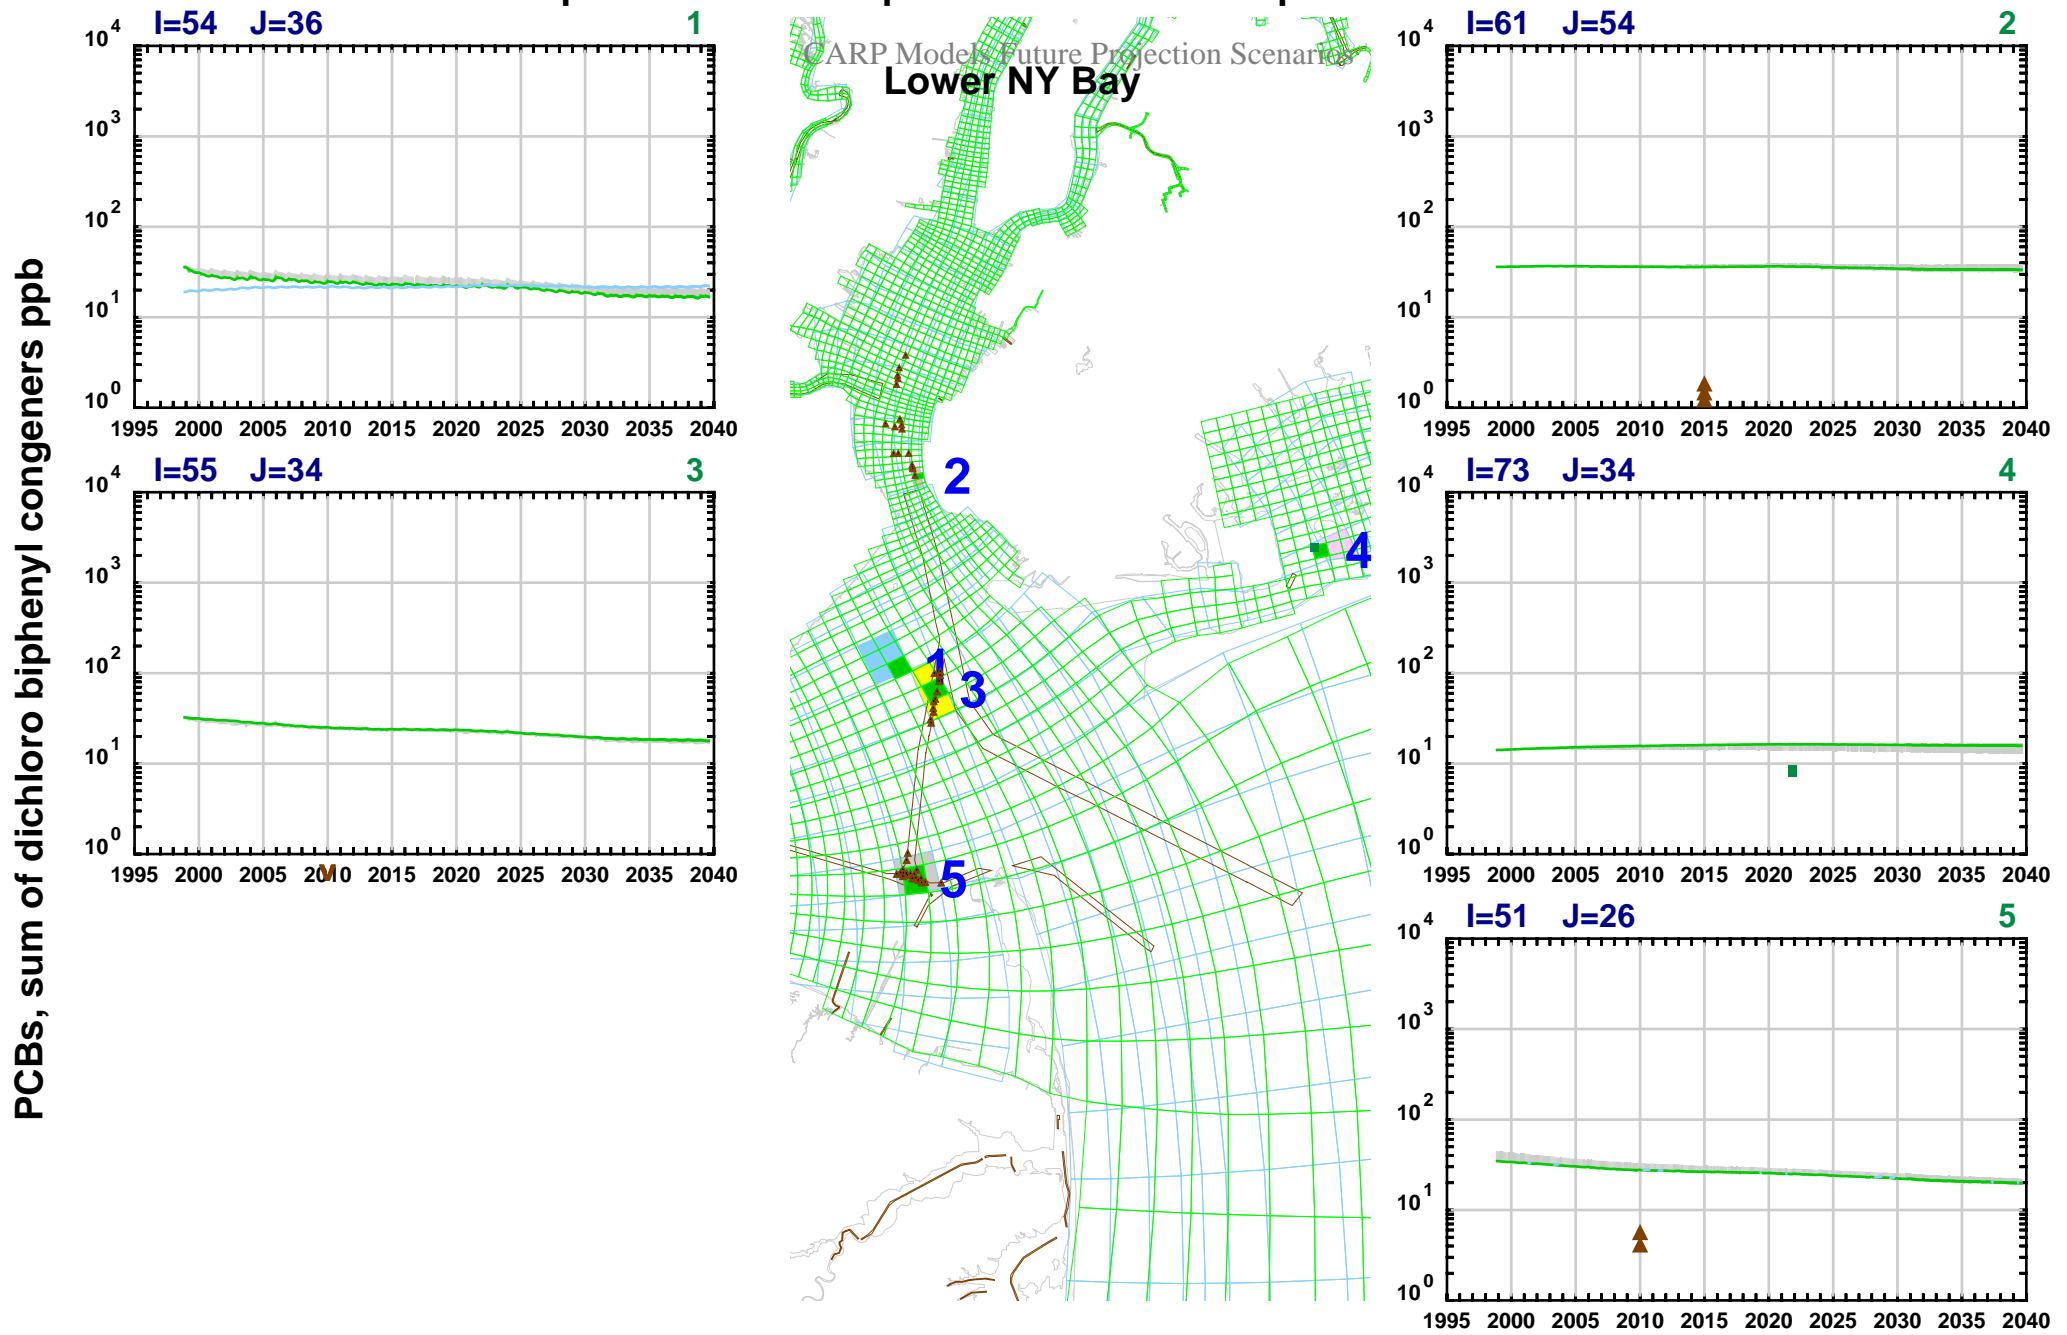 I=54 J=36 1
10^4
10^3
10^2
10^1
10^0
1995 2000 2005 2010 2015 2020 2025 2030 2035 2040
I=55 J=34 3
10^4
10^3
10^2
10^1
10^0
1995 2000 2005 2010 2015 2020 2025 2030 2035 2040
PCBs, sum of dichloro biphenyl congeners ppb
CARP Models Future Projection Scenarios
Lower NY Bay
2
4
1
3
5
I=61 J=54 2
10^4
10^3
10^2
10^1
10^0
1995 2000 2005 2010 2015 2020 2025 2030 2035 2040
I=73 J=34 4
10^4
10^3
10^2
10^1
10^0
1995 2000 2005 2010 2015 2020 2025 2030 2035 2040
I=51 J=26 5
10^4
10^3
10^2
10^1
10^0
1995 2000 2005 2010 2015 2020 2025 2030 2035 2040